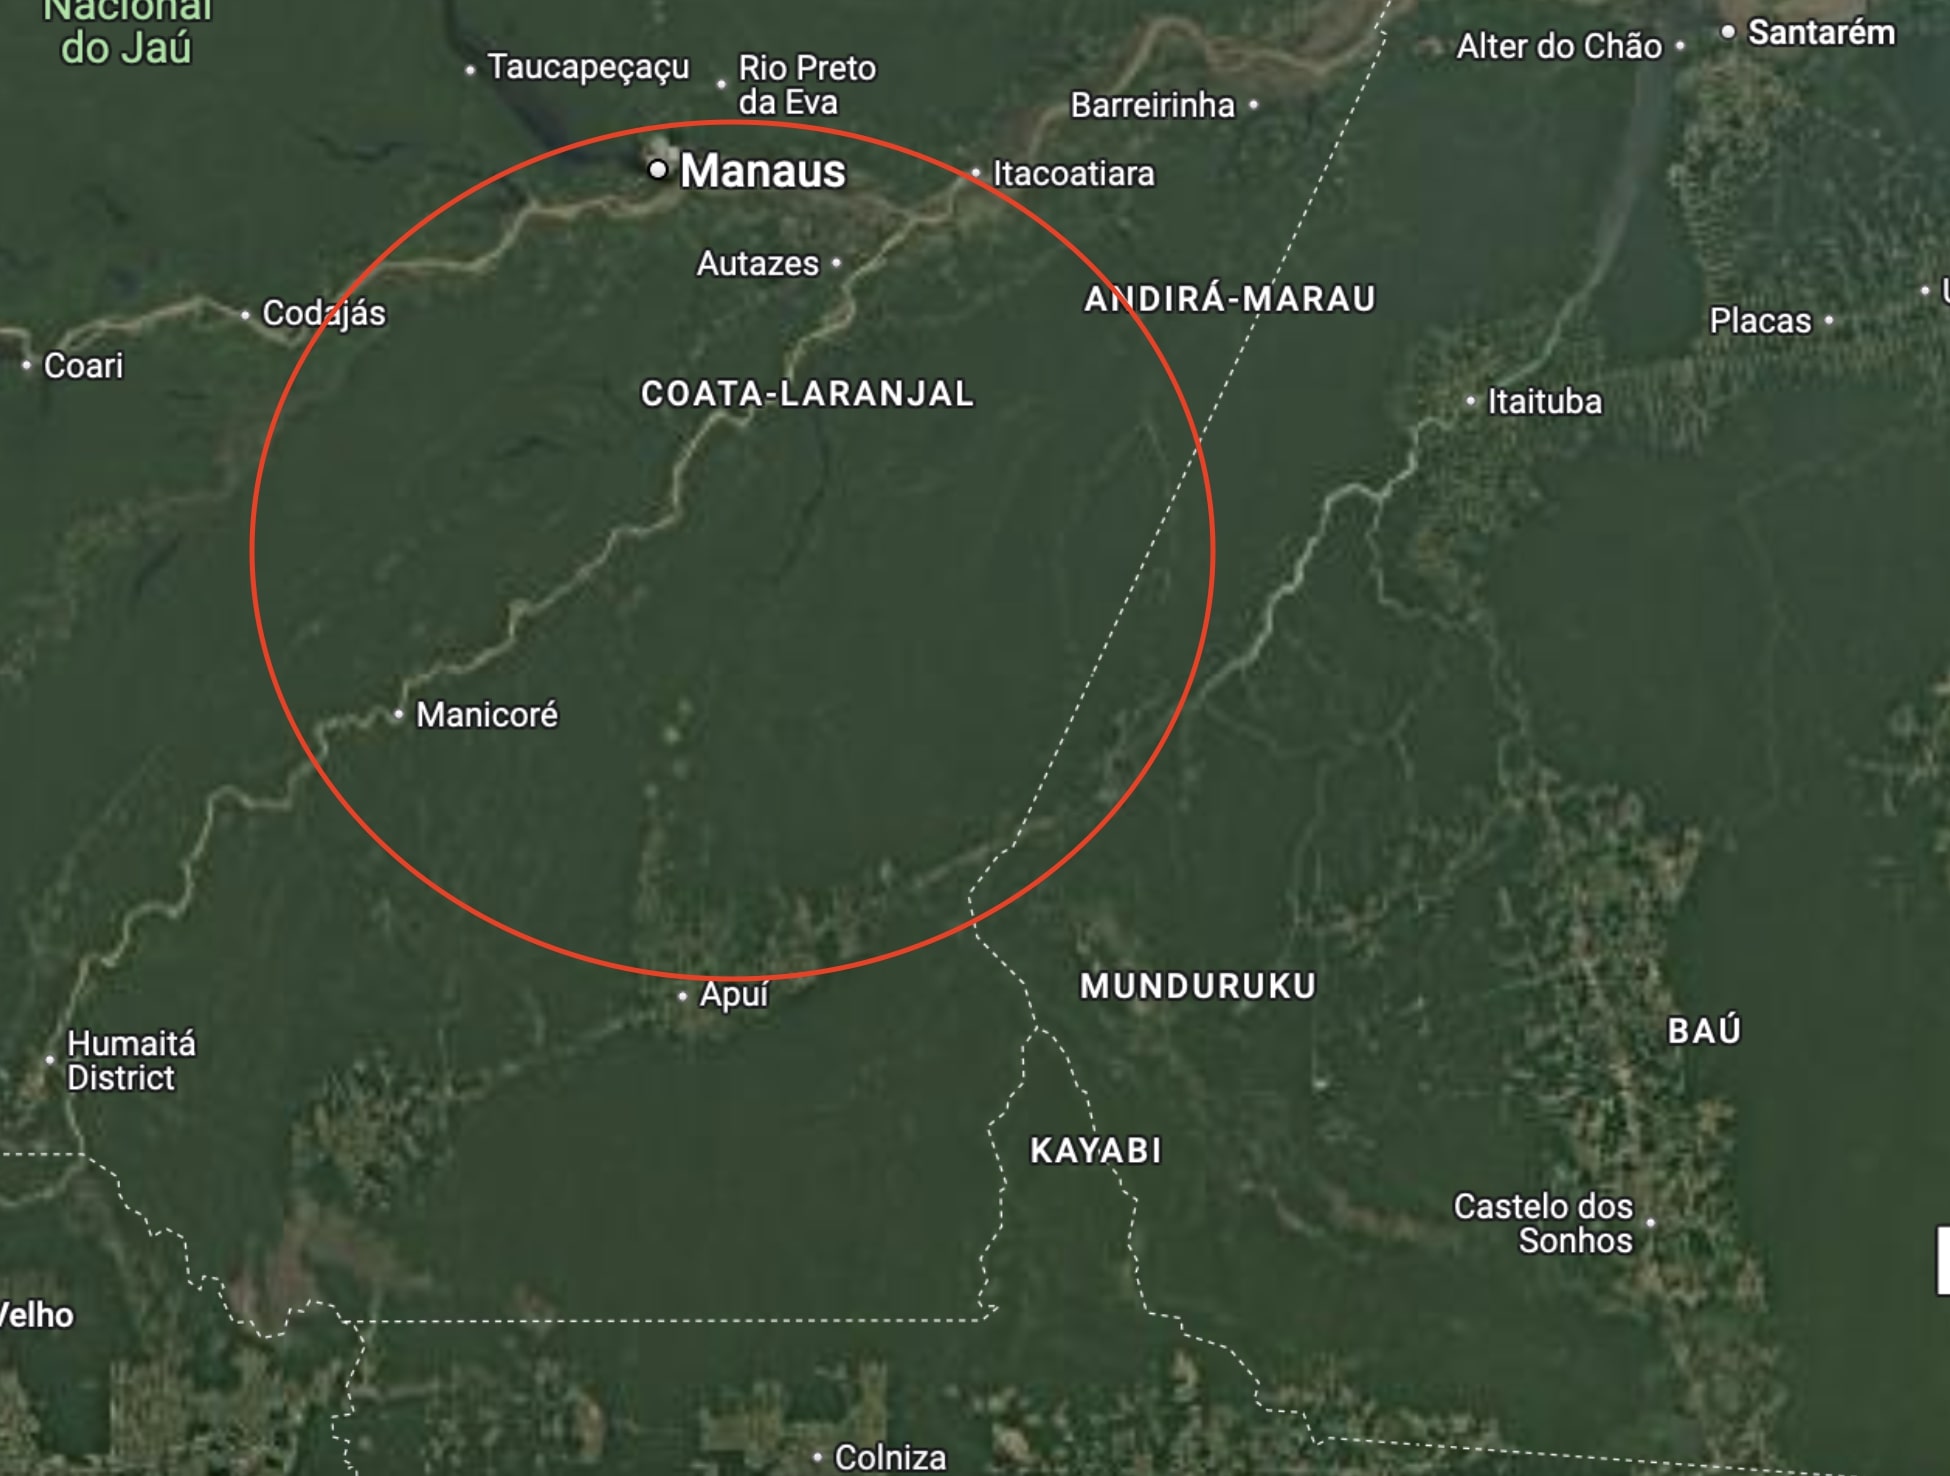 Nacional
do Jaú
Taucapeçaçu
Rio Preto
da Eva
Alter do Chão
Santarém
Barreirinha
Manaus
Itacoatiara
Autazes
ANDIRÁ-MARAU
Codajás
Placas
Coari
COATA-LARANJAL
Itaituba
Manicoré
Apuí
MUNDURUKU
BAÚ
Humaitá
District
KAYABI
Castelo dos
Sonhos
Velho
Colniza